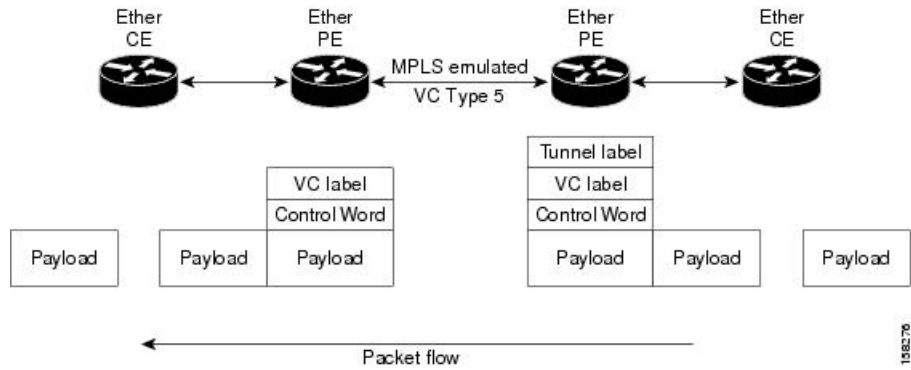 Ether
CE
Ether
PE
Ether
PE
Ether
CE
MPLS emulated
VC Type 5
Tunnel label
VC label
VC label
Control Word
Control Word
Payload
Payload
Payload
Payload
Payload
Payload
Packet flow
158276